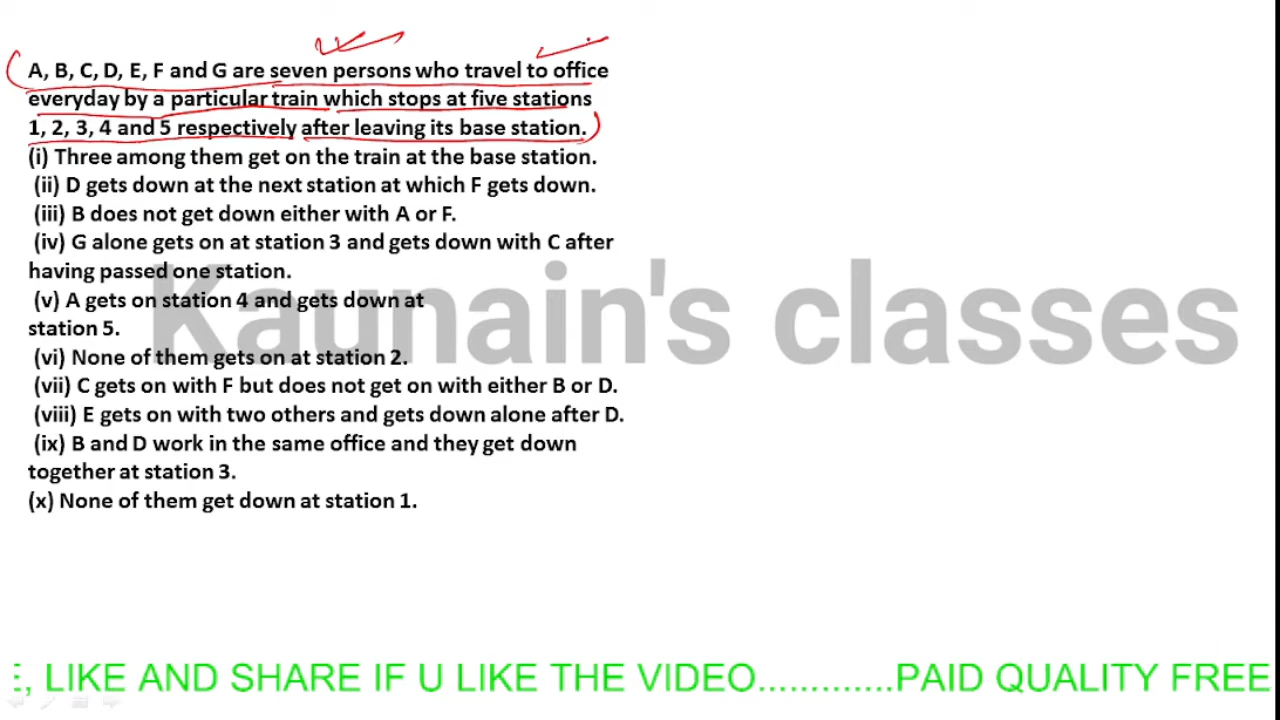 A, B, C, D, E, F and G are seven persons who travel to office
everyday by a particular train which stops at five stations
1, 2, 3, 4 and 5 respectively after leaving its base station.
(i) Three among them get on the train at the base station.
(ii) D gets down at the next station at which F gets down.
(iii) B does not get down either with A or F.
(iv) G alone gets on at station 3 and gets down with C after
having passed one station.
(v) A gets on station 4 and gets down at
station 5.
(vi) None of them gets on at station 2.
(vii) C gets on with F but does not get on with either B or D.
(viii) E gets on with two others and gets down alone after D.
(ix) B and D work in the same office and they get down
together at station 3.
(x) None of them get down at station 1.
Kaunain's classes
E, LIKE AND SHARE IF U LIKE THE VIDEO.............PAID QUALITY FREE